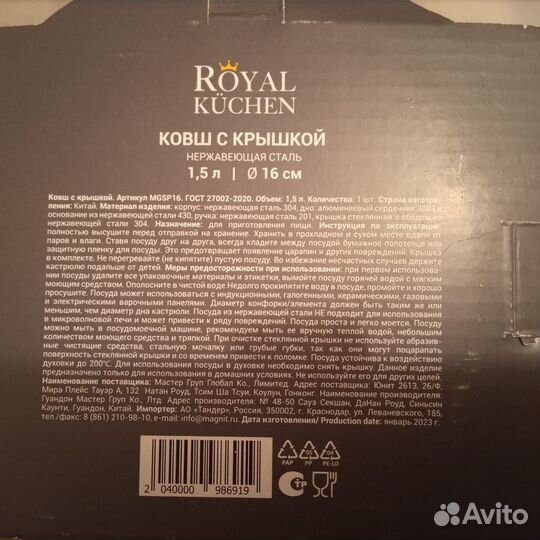 ROYAL
KÜCHEN
КОВШ С КРЫШКОЙ
НЕРЖАВЕЮЩАЯ СТАЛЬ
1,5 л | Ø 16 см
Ковш с крышкой. Артикул MGSP16. ГОСТ 27002-2020. Объем: 1,5 л. Количество: 1 шт. Страна изготов-
ления: Китай. Материал изделия: корпус: нержавеющая сталь 304, дно: алюминиевый сердечник 3003 и
основание из нержавеющей стали 430, ручка: нержавеющая сталь 201, крышка стеклянная с ободом из
нержавеющей стали 304. Назначение: для приготовления пищи. Инструкция по эксплуатации:
полностью высушите перед отправкой на хранение. Хранить в прохладном и сухом месте вдали от
паров и влаги. Ставя посуду друг на друга, всегда кладите между посудой бумажное полотенце или
защитную пленку для посуды. Это предотвращает появление царапин и других повреждений. Крышка
в комплекте. Не перегревайте (не кипятите) пустую посуду. Во избежание несчастных случаев держите
кастрюлю подальше от детей. Меры предосторожности при использовании: при первом использова-
нии посуды удалите все упаковочные материалы и этикетки, вымойте посуду горячей водой с мягким
моющим средством. Ополосните в чистой воде. Недолго прокипятите воду в посуде, промойте и хорошо
просушите. Посуда может использоваться с индукционными, галогенными, керамическими, газовыми
и электрическими варочными панелями. Диаметр конфорки/элемента должен быть таким же или
меньшим, чем диаметр дна кастрюли. Посуда из нержавеющей стали НЕ подходит для использования
в микроволновой печи и может привести к ряду повреждений. Посуда проста и легко моется. Посуду
можно мыть в посудомоечной машине, рекомендуем мыть ее вручную теплой водой, небольшим
количеством моющего средства и тряпкой. При очистке стеклянной крышки не используйте абразив-
ные чистящие средства, стальную мочалку или грубые губки, так как они могут поцарапать
поверхность стеклянной крышки и со временем привести к поломке. Посуда устойчива к воздействию
духовки до 200°С. Для использования посуды в духовке необходимо снять крышку. Данное изделие
предназначено только для домашнего использования. Не используйте его для других целей.
Наименование поставщика: Мастер Груп Глобал Ко., Лимитед. Адрес поставщика: Юнит 2613, 26/Ф,
Мира Плейс Тауэр А, 132 Натан Роуд, Тсим Ша Тсуи, Коулун, Гонконг. Наименование изготовителя:
Гуандон Мастер Груп Ко., Лтд. Адрес производителя: № 48-50 Сауз Секшан, ДаНан Роуд, Синьсин
Каунти, Гуандон, Китай. Импортер: АО «Тандер», Россия, 350002, г. Краснодар, ул. Леваневского, 185,
тел./факс: 8 (861) 210-98-10, e-mail: info@magnit.ru. Дата изготовления/ Production date: январь 2023 г.
2 040000 986919
PAP
05
PP
04
PE-LD
Avito